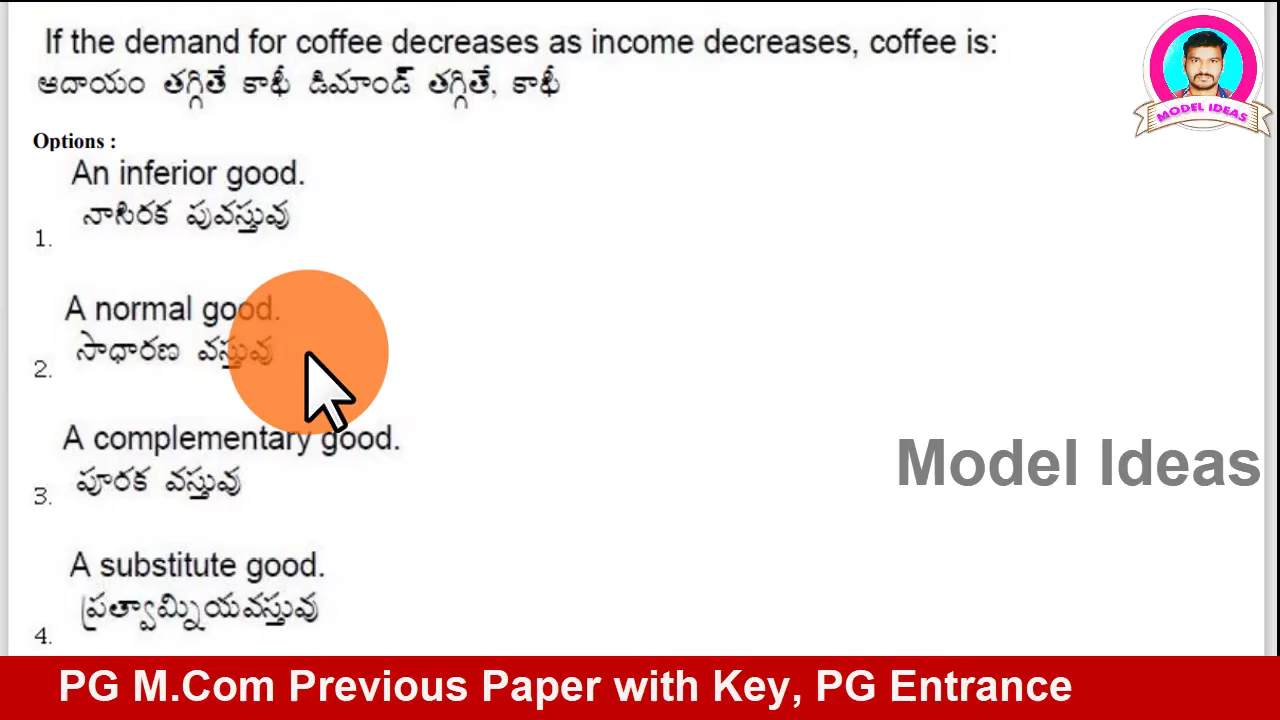 If the demand for coffee decreases as income decreases, coffee is:
ఆదాయం తగ్గితే కాఫీ డిమాండ్ తగ్గితే, కాఫీ
Options :
An inferior good.
నాసిరక పువస్తువు
1.
A normal good.
సాధారణ వస్తువు
2.
A complementary good.
పూరక వస్తువు
3.
A substitute good.
ప్రత్వామ్నియవస్తువు
4.
MODEL IDEAS
Model Ideas
PG M.Com Previous Paper with Key, PG Entrance